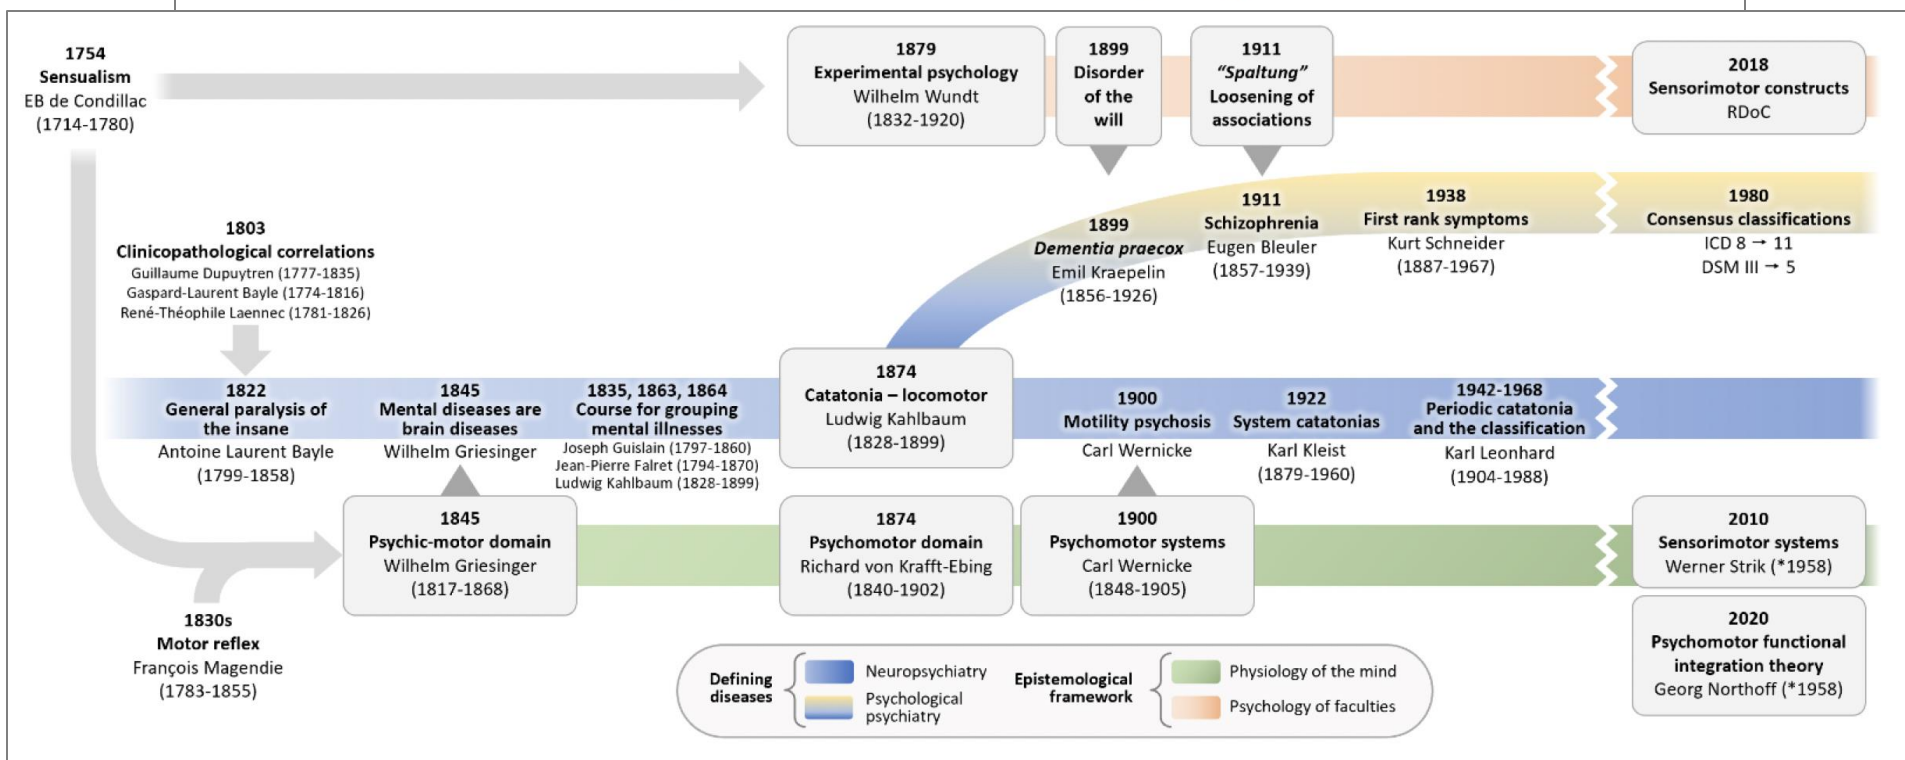 1754
Sensualism
EB de Condillac
(1714-1780)
1879
Experimental psychology
Wilhelm Wundt
(1832-1920)
1899
Disorder
of the
will
1911
“Spaltung”
Loosening of
associations
2018
Sensorimotor constructs
RDoC
1803
Clinicopathological correlations
Guillaume Dupuytren (1777-1835)
Gaspard-Laurent Bayle (1774-1816)
René-Théophile Laennec (1781-1826)
1899
Dementia praecox
Emil Kraepelin
(1856-1926)
1911
Schizophrenia
Eugen Bleuler
(1857-1939)
1938
First rank symptoms
Kurt Schneider
(1887-1967)
1980
Consensus classifications
ICD 8 → 11
DSM III → 5
1822
General paralysis of
the insane
Antoine Laurent Bayle
(1799-1858)
1845
Mental diseases are
brain diseases
Wilhelm Griesinger
1835, 1863, 1864
Course for grouping
mental illnesses
Joseph Guislain (1797-1860)
Jean-Pierre Falret (1794-1870)
Ludwig Kahlbaum (1828-1899)
1874
Catatonia – locomotor
Ludwig Kahlbaum
(1828-1899)
1900
Motility psychosis
Carl Wernicke
1922
System catatonias
Karl Kleist
(1879-1960)
1942-1968
Periodic catatonia
and the classification
Karl Leonhard
(1904-1988)
1845
Psychic-motor domain
Wilhelm Griesinger
(1817-1868)
1874
Psychomotor domain
Richard von Krafft-Ebing
(1840-1902)
1900
Psychomotor systems
Carl Wernicke
(1848-1905)
2010
Sensorimotor systems
Werner Strik (*1958)
1830s
Motor reflex
François Magendie
(1783-1855)
2020
Psychomotor functional
integration theory
Georg Northoff (*1958)
Defining
diseases
Neuropsychiatry
Psychological
psychiatry
Epistemological
framework
Physiology of the mind
Psychology of faculties